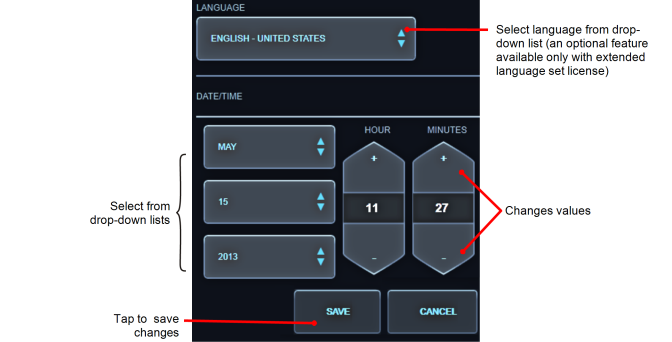 LANGUAGE
ENGLISH - UNITED STATES
Select language from drop-
down list (an optional feature
available only with extended
language set license)
DATE/TIME
HOUR
MINUTES
MAY
+
+
Select from
drop-down lists
15
11
27
Changes values
2013
-
-
Tap to save
changes
SAVE
CANCEL